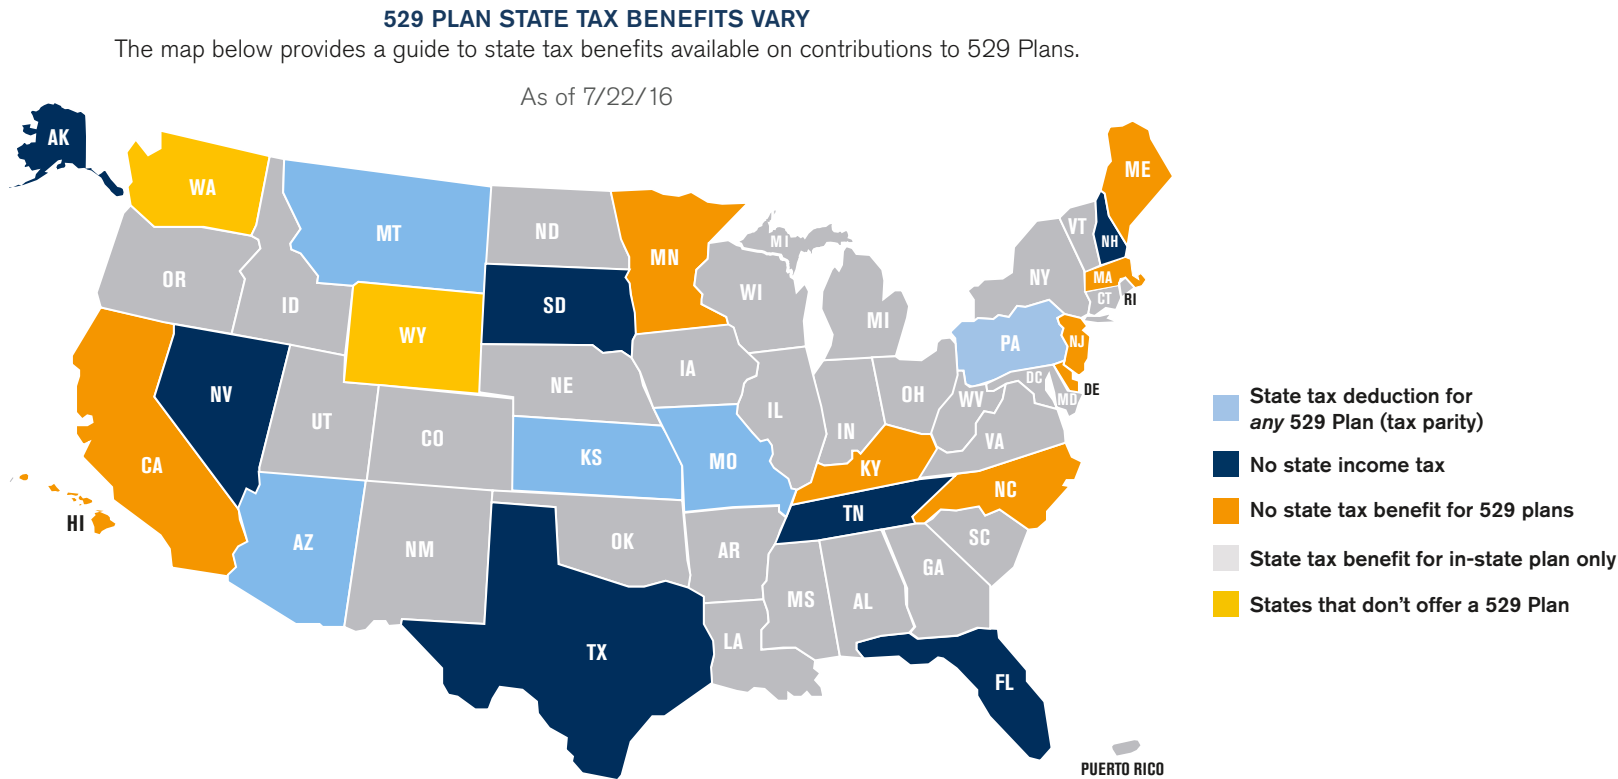 529 PLAN STATE TAX BENEFITS VARY
The map below provides a guide to state tax benefits available on contributions to 529 Plans.
As of 7/22/16
AK
WA
MT
ND
MN
MI
VT
NH
ME
OR
ID
SD
WI
MI
NY
MA
CT
RI
WY
PA
NJ
NV
UT
CO
NE
IA
IL
IN
OH
WV
DC
MD
DE
VA
CA
KS
MO
KY
NC
HI
AZ
NM
OK
AR
TN
SC
MS
AL
GA
TX
LA
FL
PUERTO RICO
State tax deduction for
any 529 Plan (tax parity)
No state income tax
No state tax benefit for 529 plans
State tax benefit for in-state plan only
States that don't offer a 529 Plan